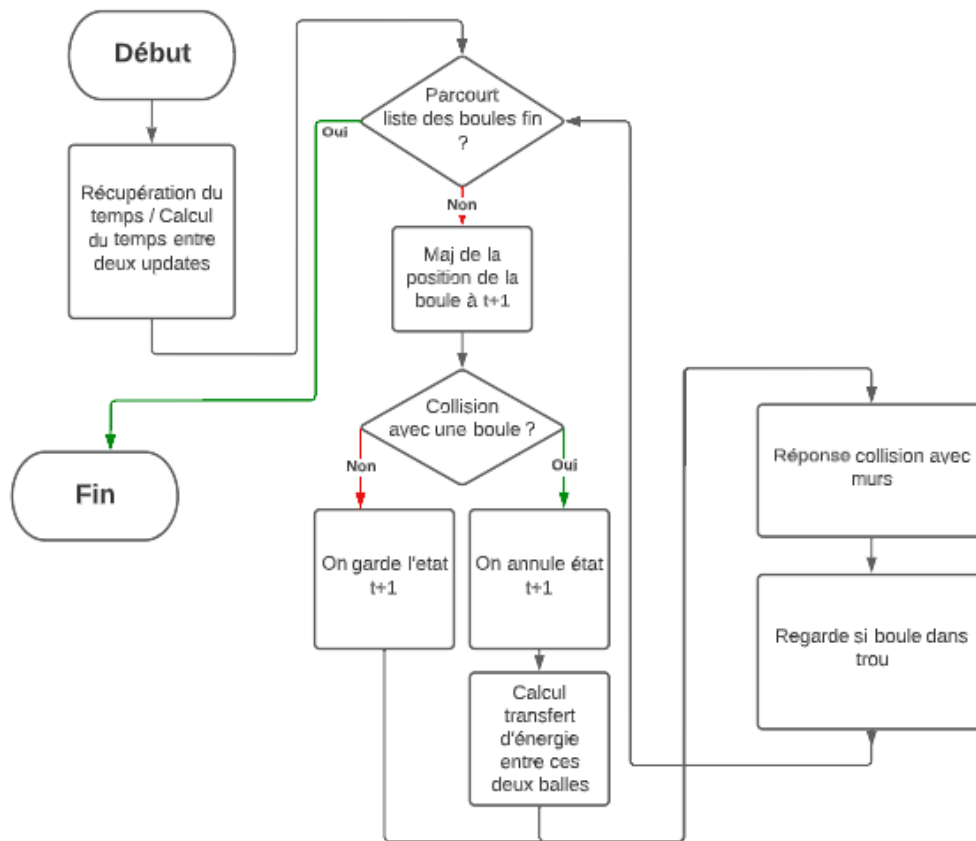 Début
Récupération du
temps / Calcul
du temps entre
deux updates
Parcourt
liste des boules fin
?
Oui
Non
Maj de la
position de la
boule à t+1
Collision
avec une boule ?
Non
Oui
On garde l'etat
t+1
On annule état
t+1
Calcul
transfert
d'énergie
entre ces
deux balles
Réponse collision avec
murs
Regarde si boule dans
trou
Fin